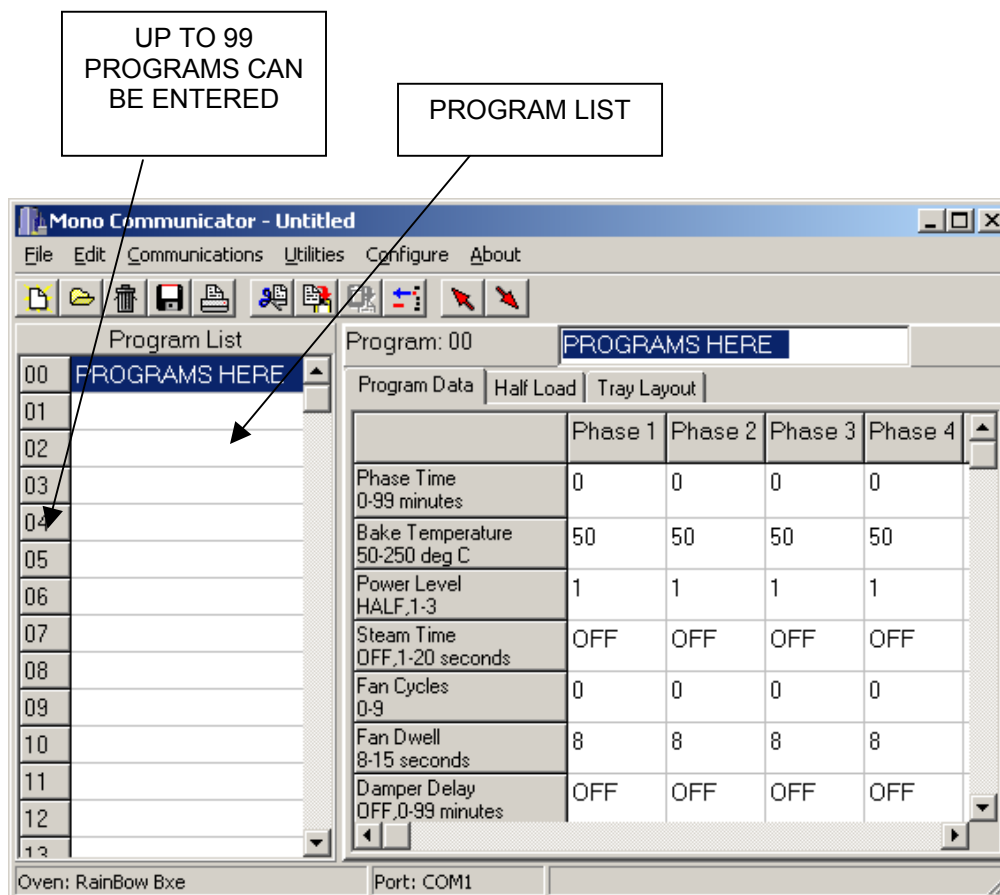 UP TO 99
PROGRAMS CAN
BE ENTERED
PROGRAM LIST
Mono Communicator - Untitled
File Edit Communications Utilities Configure About
Program List
Program: 00 PROGRAMS HERE
00 PROGRAMS HERE
01
02
03
04
05
06
07
08
09
10
11
12
13
Program Data Half Load Tray Layout
Phase 1 Phase 2 Phase 3 Phase 4
Phase Time
0-99 minutes
0 0 0 0
Bake Temperature
50-250 deg C
50 50 50 50
Power Level
HALF,1-3
1 1 1 1
Steam Time
OFF,1-20 seconds
OFF OFF OFF OFF
Fan Cycles
0-9
0 0 0 0
Fan Dwell
8-15 seconds
8 8 8 8
Damper Delay
OFF,0-99 minutes
OFF OFF OFF OFF
Oven: RainBow Bxe Port: COM1